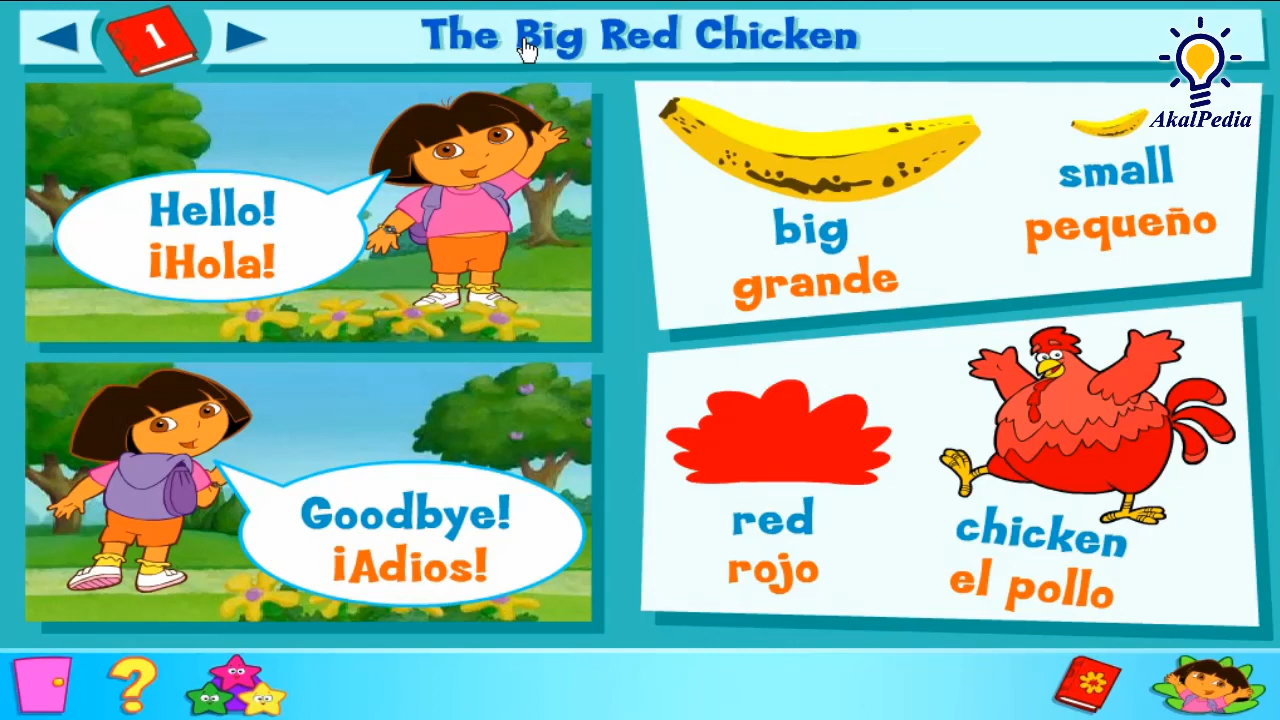 1
The Big Red Chicken
AkalPedia
Hello!
¡Hola!
big
grande
small
pequeño
Goodbye!
¡Adios!
red
rojo
chicken
el pollo
?